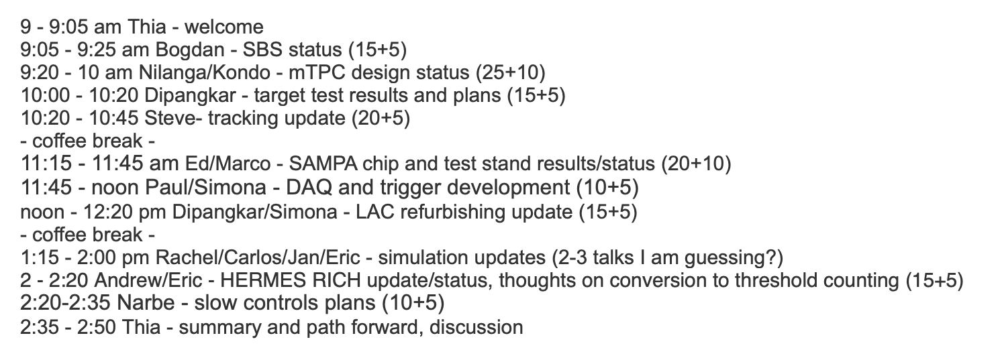 9 - 9:05 am Thia - welcome
9:05 - 9:25 am Bogdan - SBS status (15+5)
9:20 - 10 am Nilanga/Kondo - mTPC design status (25+10)
10:00 - 10:20 Dipangkar - target test results and plans (15+5)
10:20 - 10:45 Steve- tracking update (20+5)
- coffee break -
11:15 - 11:45 am Ed/Marco - SAMPA chip and test stand results/status (20+10)
11:45 - noon Paul/Simona - DAQ and trigger development (10+5)
noon - 12:20 pm Dipangkar/Simona - LAC refurbishing update (15+5)
- coffee break -
1:15 - 2:00 pm Rachel/Carlos/Jan/Eric - simulation updates (2-3 talks I am guessing?)
2 - 2:20 Andrew/Eric - HERMES RICH update/status, thoughts on conversion to threshold counting (15+5)
2:20-2:35 Narbe - slow controls plans (10+5)
2:35 - 2:50 Thia - summary and path forward, discussion